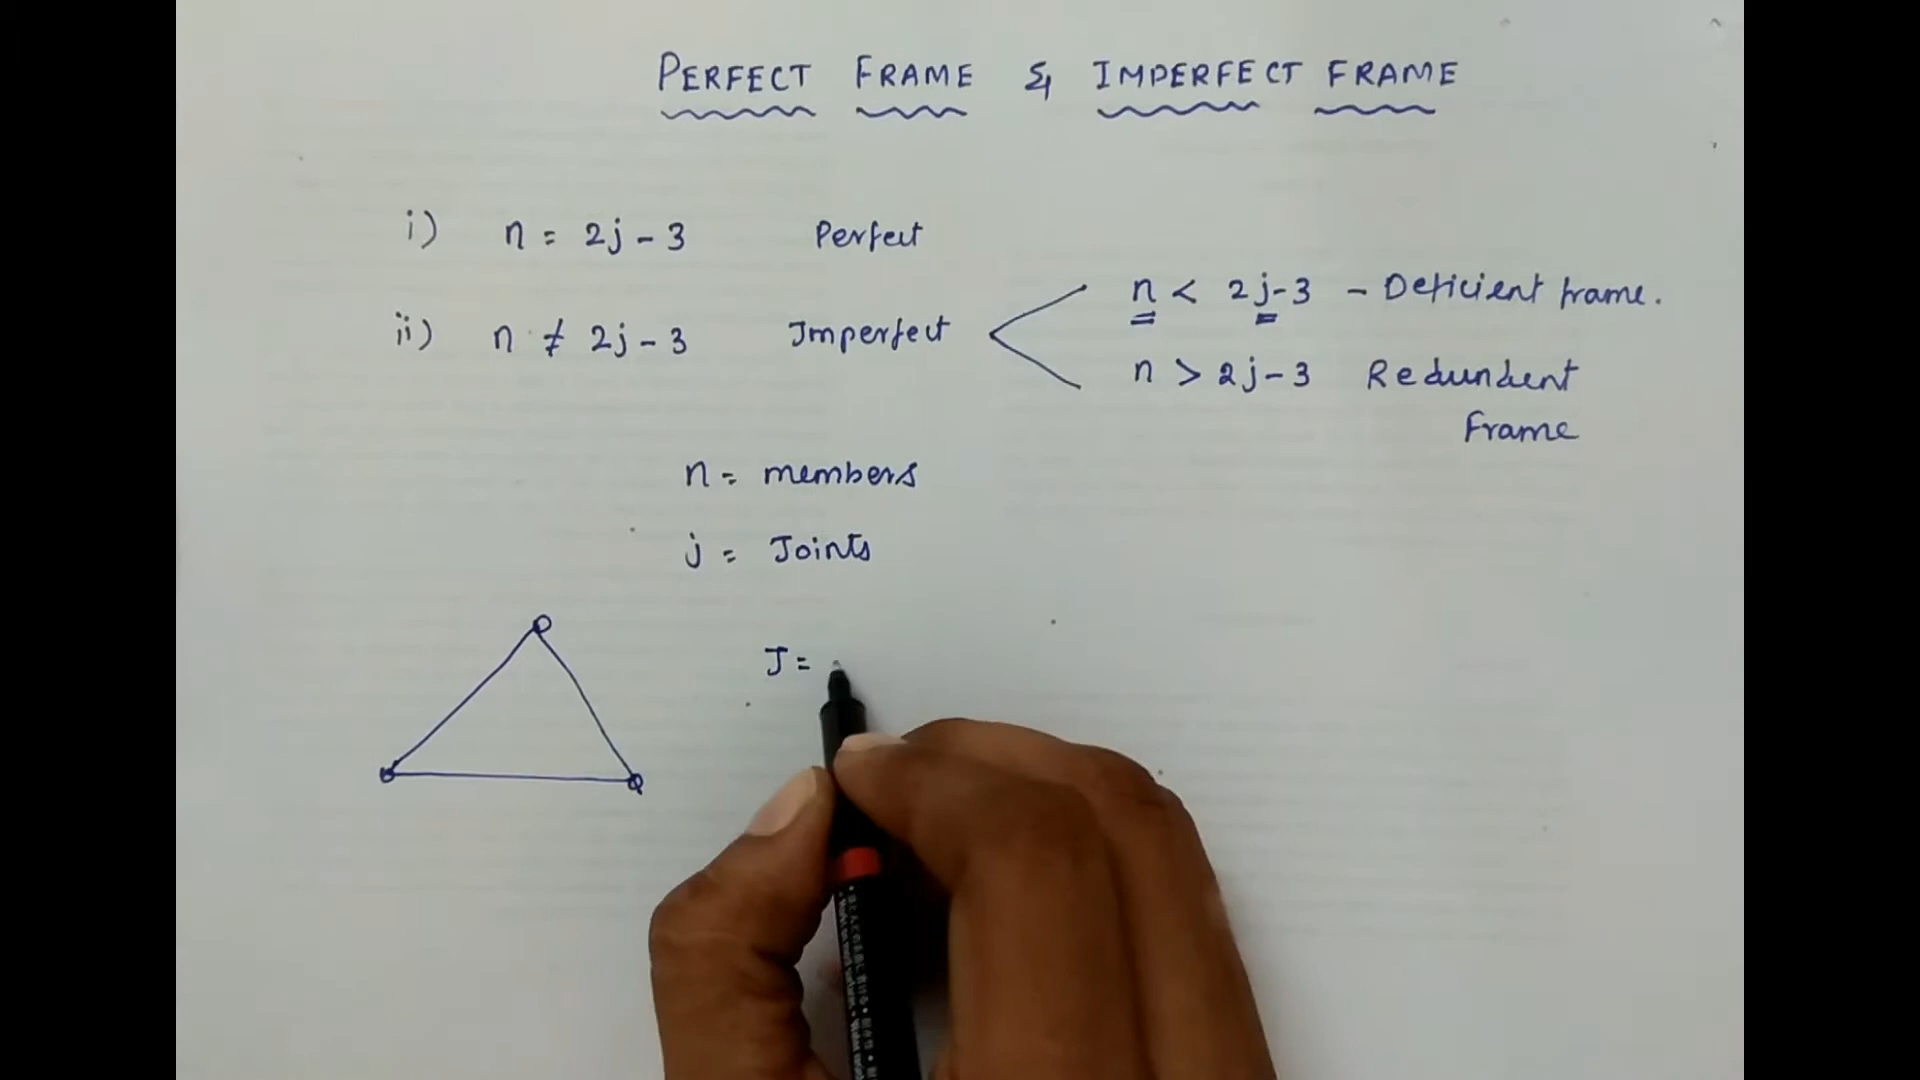 PERFECT FRAME & IMPERFECT FRAME
i) n = 2j - 3 Perfect
ii) n ≠ 2j - 3 Imperfect
n < 2j - 3 - Deficient frame.
n > 2j - 3 Redundent
Frame
n = members
j = Joints
J =